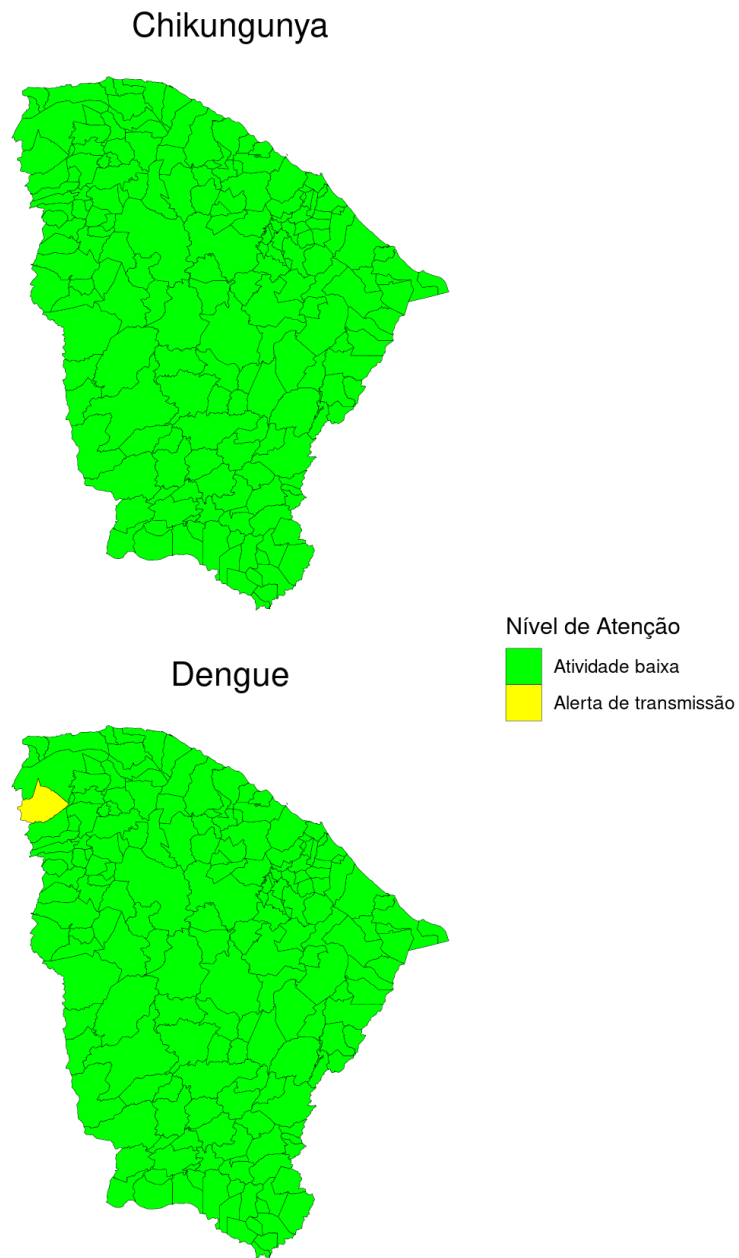 Chikungunya
Nível de Atenção
Atividade baixa
Alerta de transmissão
Dengue